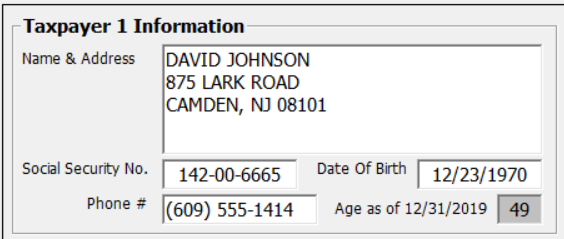 Taxpayer 1 Information
Name & Address
DAVID JOHNSON
875 LARK ROAD
CAMDEN, NJ 08101
Social Security No. 142-00-6665 Date Of Birth 12/23/1970
Phone # (609) 555-1414 Age as of 12/31/2019 49